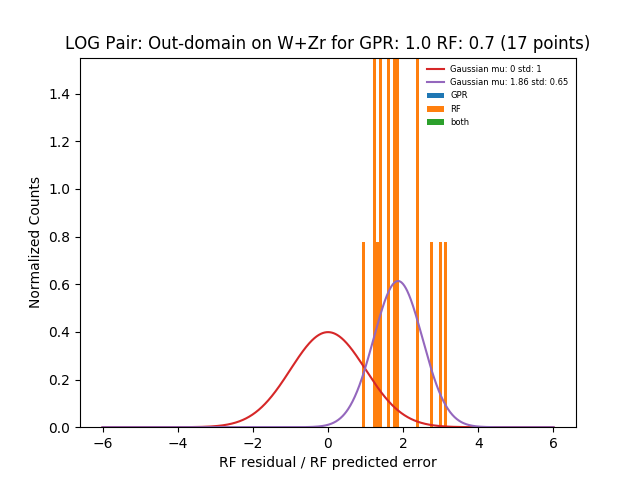 LOG Pair: Out-domain on W+Zr for GPR: 1.0 RF: 0.7 (17 points)
Gaussian mu: 0 std: 1
Gaussian mu: 1.86 std: 0.65
GPR
RF
both
Normalized Counts
1.4
1.2
1.0
0.8
0.6
0.4
0.2
0.0
−6 −4 −2 0 2 4 6
RF residual / RF predicted error